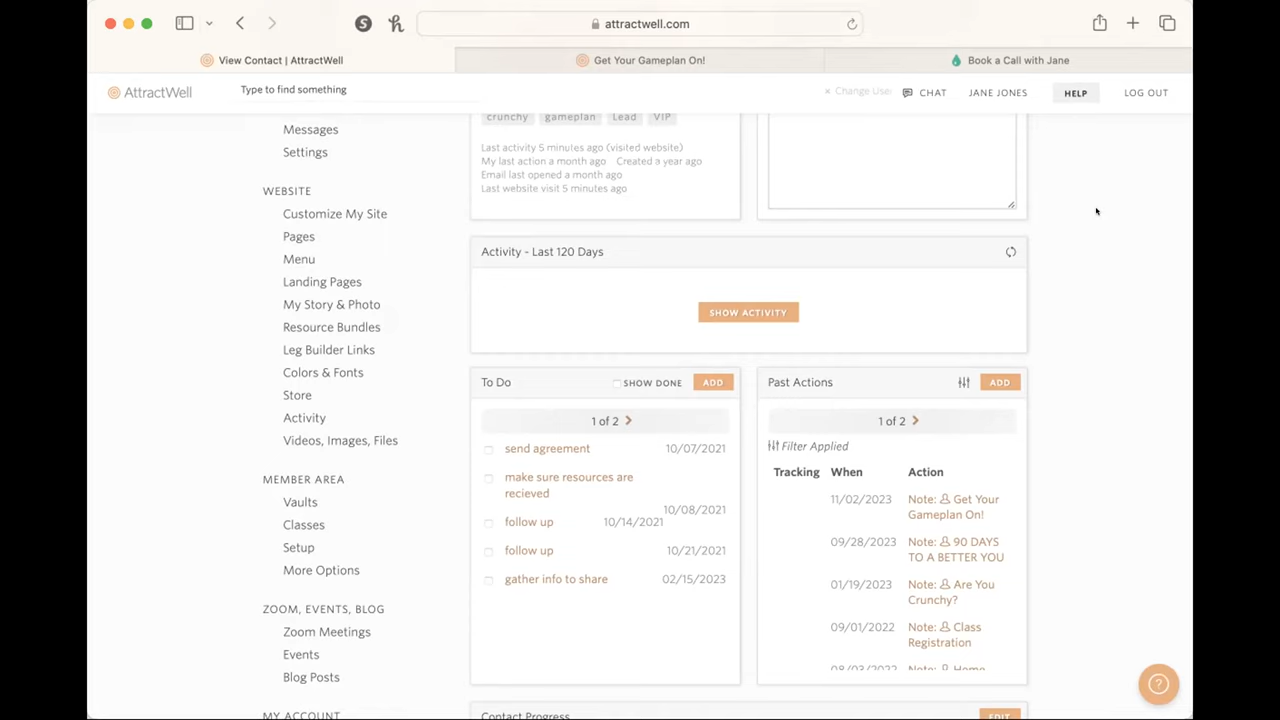 attractwell.com
View Contact | AttractWell
Get Your Gameplan On!
Book a Call with Jane
AttractWell
Type to find something
× Change User
CHAT
JANE JONES
HELP
LOG OUT
Messages
Settings
WEBSITE
Customize My Site
Pages
Menu
Landing Pages
My Story & Photo
Resource Bundles
Leg Builder Links
Colors & Fonts
Store
Activity
Videos, Images, Files
MEMBER AREA
Vaults
Classes
Setup
More Options
ZOOM, EVENTS, BLOG
Zoom Meetings
Events
Blog Posts
MY ACCOUNT
crunchy gameplan Lead VIP
Last activity 5 minutes ago (visited website)
My last action a month ago Created a year ago
Email last opened a month ago
Last website visit 5 minutes ago
Activity - Last 120 Days
SHOW ACTIVITY
To Do
SHOW DONE
ADD
1 of 2
send agreement 10/07/2021
make sure resources are
recieved
10/08/2021
follow up 10/14/2021
follow up 10/21/2021
gather info to share 02/15/2023
Past Actions
ADD
1 of 2
Filter Applied
Tracking When Action
11/02/2023 Note: Get Your
Gameplan On!
09/28/2023 Note: 90 DAYS
TO A BETTER YOU
01/19/2023 Note: Are You
Crunchy?
09/01/2022 Note: Class
Registration
08/03/2022 Note: Home
Contact Progress
EDIT
?